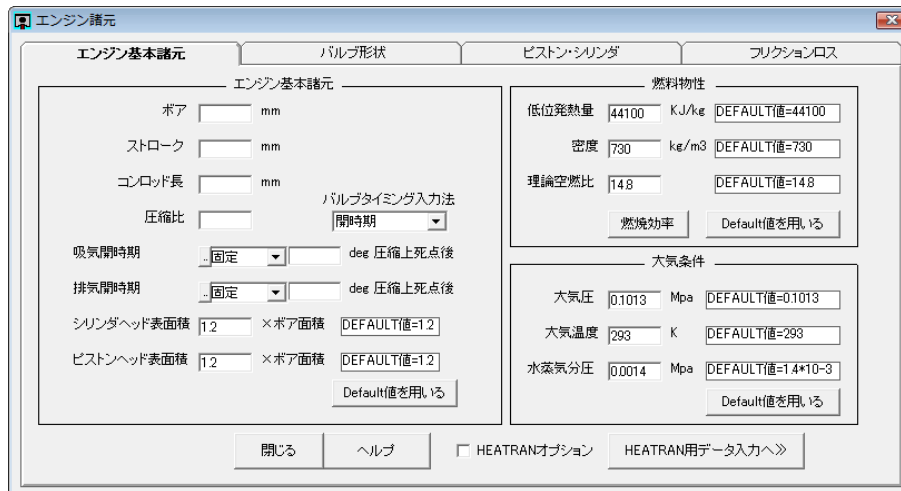 エンジン諸元
エンジン基本諸元 バルブ形状 ピストン・シリンダ フリクションロス
エンジン基本諸元
ボア mm
ストローク mm
コンロッド長 mm
圧縮比
バルブタイミング入力法
開時期
吸気開時期 .. 固定 deg 圧縮上死点後
排気開時期 .. 固定 deg 圧縮上死点後
シリンダヘッド表面積 1.2 ×ボア面積 DEFAULT値=1.2
ピストンヘッド表面積 1.2 ×ボア面積 DEFAULT値=1.2
Default値を用いる
燃料物性
低位発熱量 44100 KJ/kg DEFAULT値=44100
密度 730 kg/m3 DEFAULT値=730
理論空燃比 14.8 DEFAULT値=14.8
燃焼効率 Default値を用いる
大気条件
大気圧 0.1013 Mpa DEFAULT値=0.1013
大気温度 293 K DEFAULT値=293
水蒸気分圧 0.0014 Mpa DEFAULT値=1.4*10-3
Default値を用いる
閉じる ヘルプ HEATRANオプション HEATRAN用データ入力へ≫